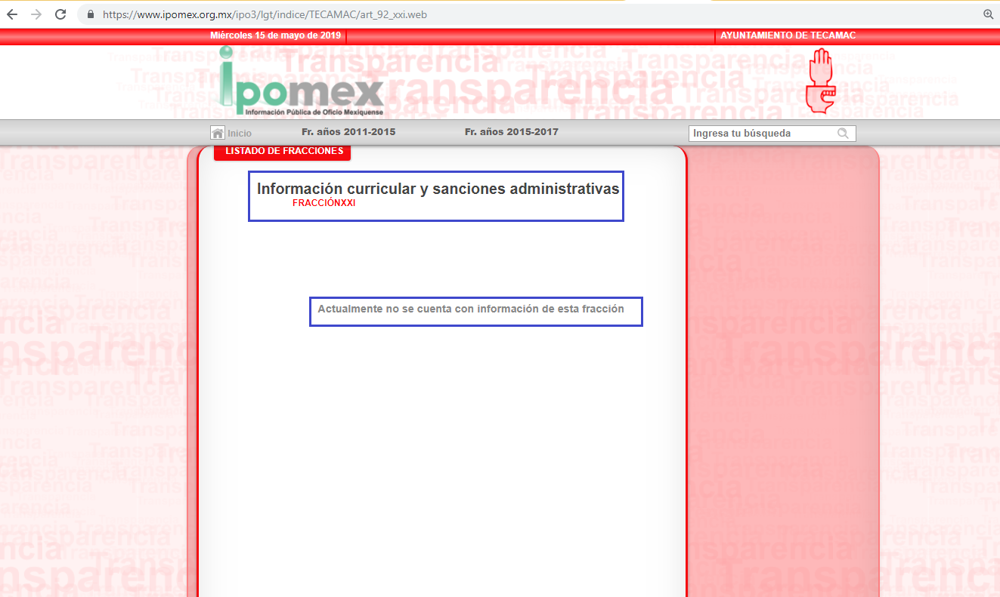 https://www.ipomex.org.mx/ipo3/lgt/indice/TECAMAC/art_92_xxi.web
Miércoles 15 de mayo de 2019
AYUNTAMIENTO DE TECAMAC
ipomex
Información Pública de Oficio Mexiquense
Inicio
Fr. años 2011-2015
Fr. años 2015-2017
Ingresa tu búsqueda
LISTADO DE FRACCIONES
Información curricular y sanciones administrativas
FRACCIÓNXXI
Actualmente no se cuenta con información de esta fracción
Transparencia